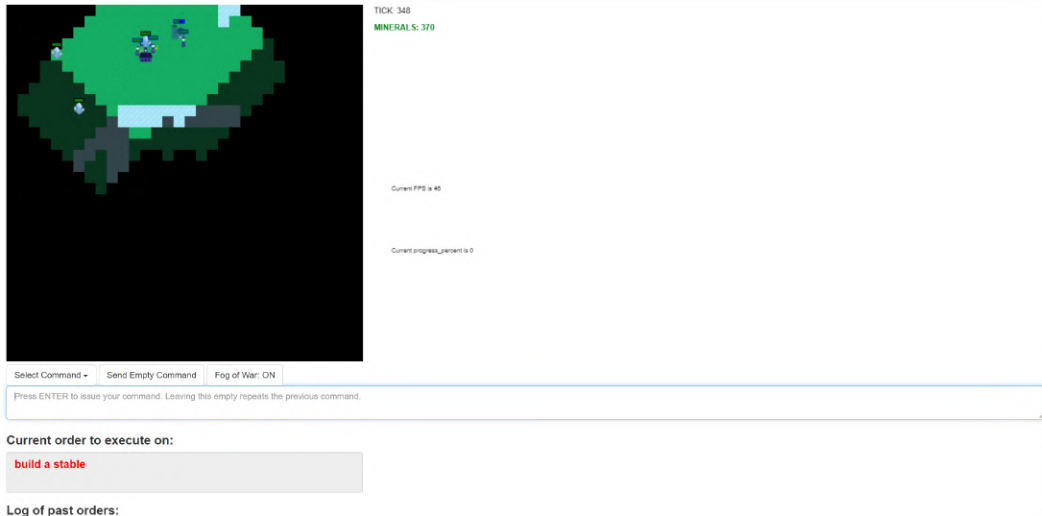 TICK: 348
MINERALS: 370
Current FPS is 46
Current progress_percent is 0
Select Command
Send Empty Command
Fog of War: ON
Press ENTER to issue your command. Leaving this empty repeats the previous command.
Current order to execute on:
build a stable
Log of past orders: